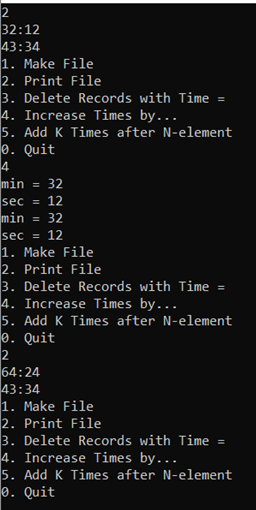 2
32:12
43:34
1. Make File
2. Print File
3. Delete Records with Time =
4. Increase Times by...
5. Add K Times after N-element
0. Quit
4
min = 32
sec = 12
min = 32
sec = 12
1. Make File
2. Print File
3. Delete Records with Time =
4. Increase Times by...
5. Add K Times after N-element
0. Quit
2
64:24
43:34
1. Make File
2. Print File
3. Delete Records with Time =
4. Increase Times by...
5. Add K Times after N-element
0. Quit